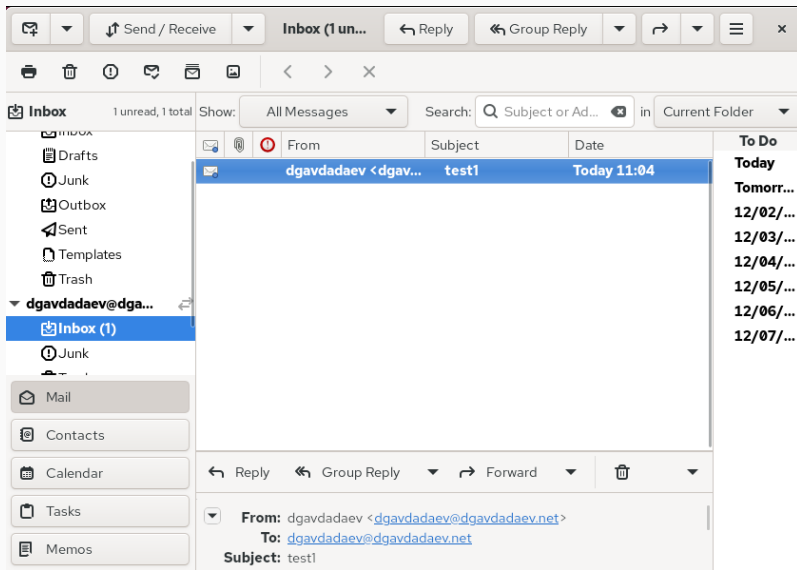 Send / Receive Inbox (1 un... Reply Group Reply
Inbox 1 unread, 1 total Show: All Messages Search: Subject or Ad... in Current Folder
Inbox
Drafts
Junk
Outbox
Sent
Templates
Trash
dgavdadaev@dga...
Inbox (1)
Junk
Mail
Contacts
Calendar
Tasks
Memos
From Subject Date
dgavdadaev <dgav... test1 Today 11:04
Reply Group Reply Forward
From: dgavdadaev <dgavdadaev@dgavdadaev.net>
To: dgavdadaev@dgavdadaev.net
Subject: test1
To Do
Today
Tomorr...
12/02/...
12/03/...
12/04/...
12/05/...
12/06/...
12/07/...